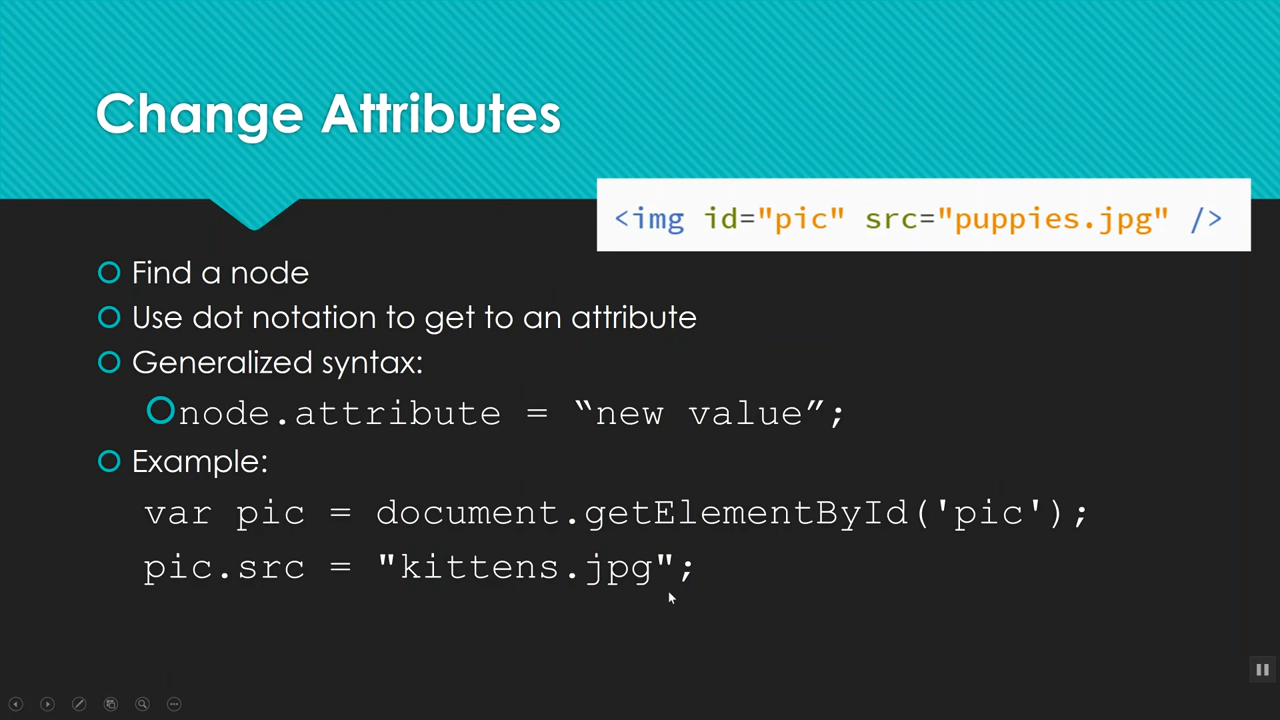 Change Attributes
<img id="pic" src="puppies.jpg" />
Find a node
Use dot notation to get to an attribute
Generalized syntax:
node.attribute = “new value”;
Example:
var pic = document.getElementById('pic');
pic.src = "kittens.jpg";